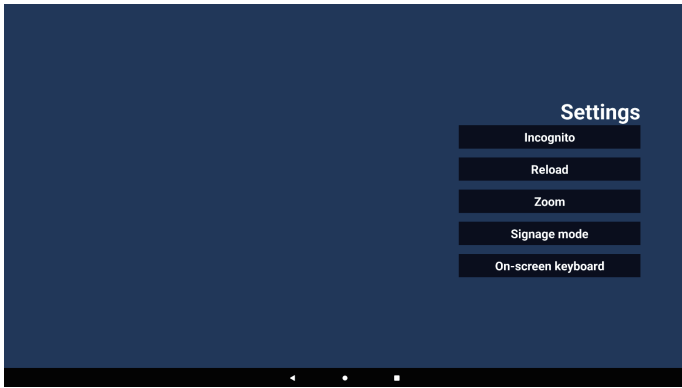 Settings
Incognito
Reload
Zoom
Signage mode
On-screen keyboard